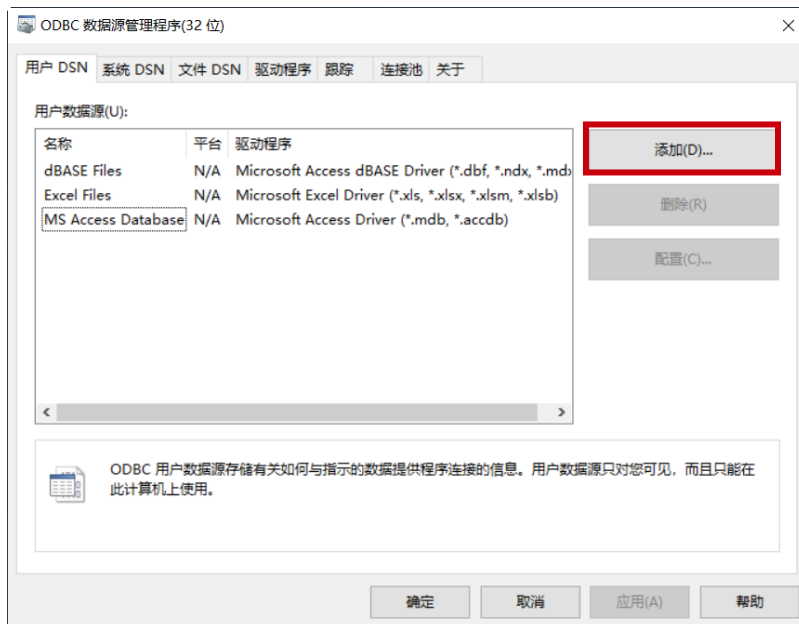 ODBC 数据源管理程序(32 位)
用户 DSN 系统 DSN 文件 DSN 驱动程序 跟踪 连接池 关于
用户数据源(U):
名称 平台 驱动程序
dBASE Files N/A Microsoft Access dBASE Driver (*.dbf, *.ndx, *.md
Excel Files N/A Microsoft Excel Driver (*.xls, *.xlsx, *.xlsm, *.xlsb)
MS Access Database N/A Microsoft Access Driver (*.mdb, *.accdb)
添加(D)...
删除(R)
配置(C)...
ODBC 用户数据源存储有关如何与指示的数据提供程序连接的信息。用户数据源只对您可见，而且只能在
此计算机上使用。
确定 取消 应用(A) 帮助